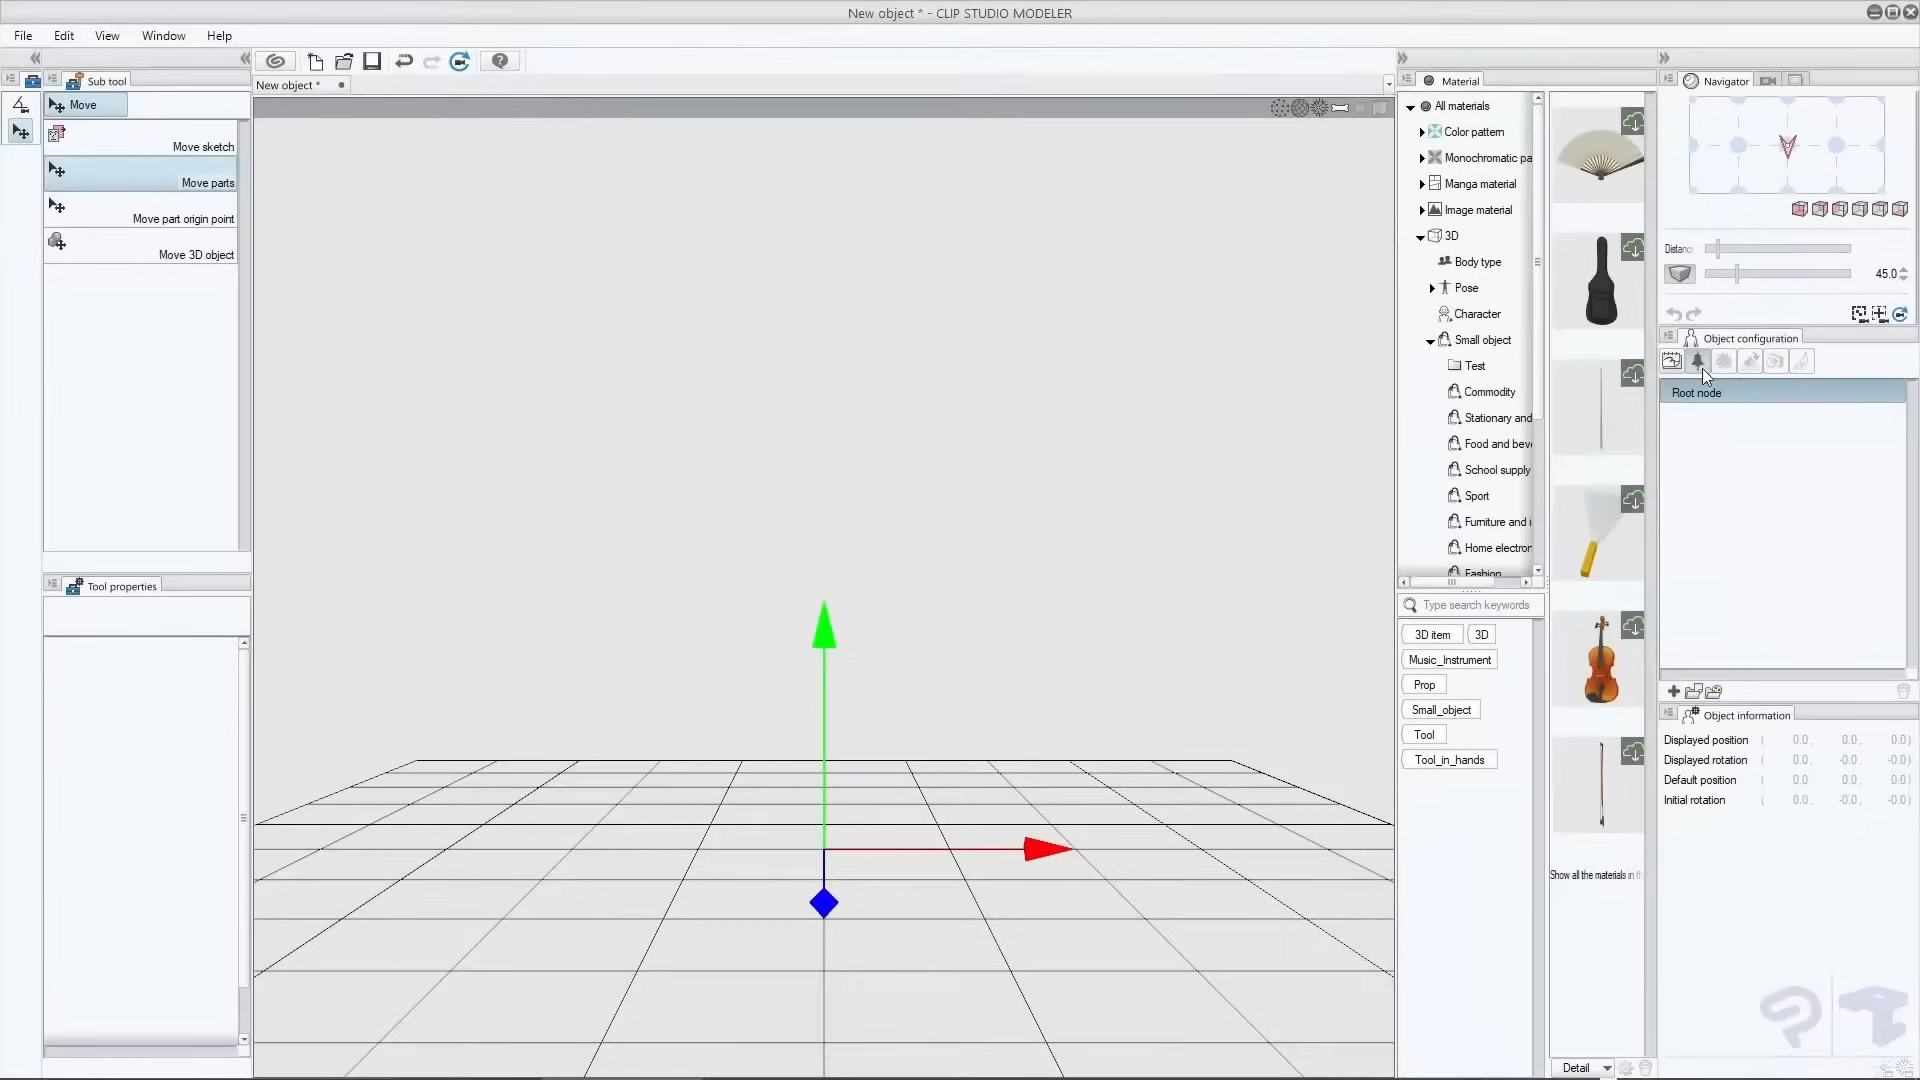 New object * - CLIP STUDIO MODELER
File Edit View Window Help
Sub tool
Move
Move sketch
Move parts
Move part origin point
Move 3D object
Tool properties
New object *
Material
All materials
Color pattern
Monochromatic pa
Manga material
Image material
3D
Body type
Pose
Character
Small object
Test
Commodity
Stationary and
Food and beve
School supply
Sport
Furniture and i
Home electron
Fashion
Type search keywords
3D item 3D
Music_Instrument
Prop
Small_object
Tool
Tool_in_hands
Show all the materials in th
Detail
Navigator
Distanc
45.0
Object configuration
Root node
Object information
Displayed position ( 0.0, 0.0, 0.0)
Displayed rotation ( 0.0, -0.0, -0.0)
Default position ( 0.0 0.0, 0.0)
Initial rotation ( 0.0, -0.0, -0.0)